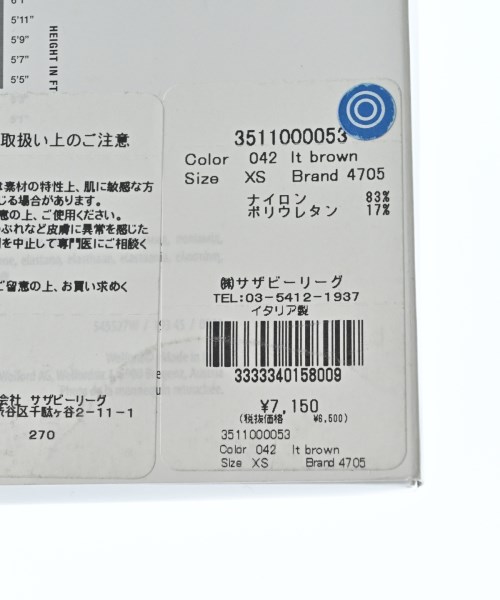 5'11"
5'9"
5'7"
5'5"
HEIGHT IN FT
取扱い上のご注意
は素材の特性上、肌に敏感な方
じる場合があります。
意の上、ご使用ください。
かぶれなど皮膚に異常を感じた
用を中止して専門医にご相談く
ご留意の上、お買い求めく
会社 サザビーリーグ
渋谷区千駄ヶ谷2-11-1
270
3511000053
Color 042 lt brown
Size XS Brand 4705
ナイロン 83%
ポリウレタン 17%
㈱サザビーリーグ
TEL:03-5412-1937
イタリア製
3333340158009
¥7,150
(税抜価格 ¥6,500)
3511000053
Color 042 lt brown
Size XS Brand 4705